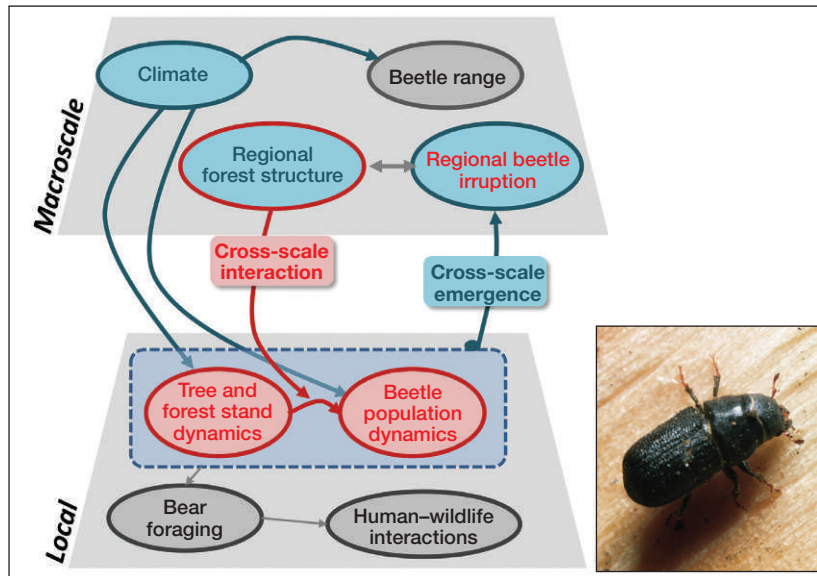 Climate
Beetle range
Macroscale
Regional
forest structure
Regional beetle
irruption
Cross-scale
interaction
Cross-scale
emergence
Tree and
forest stand
dynamics
Beetle
population
dynamics
Local
Bear
foraging
Human–wildlife
interactions